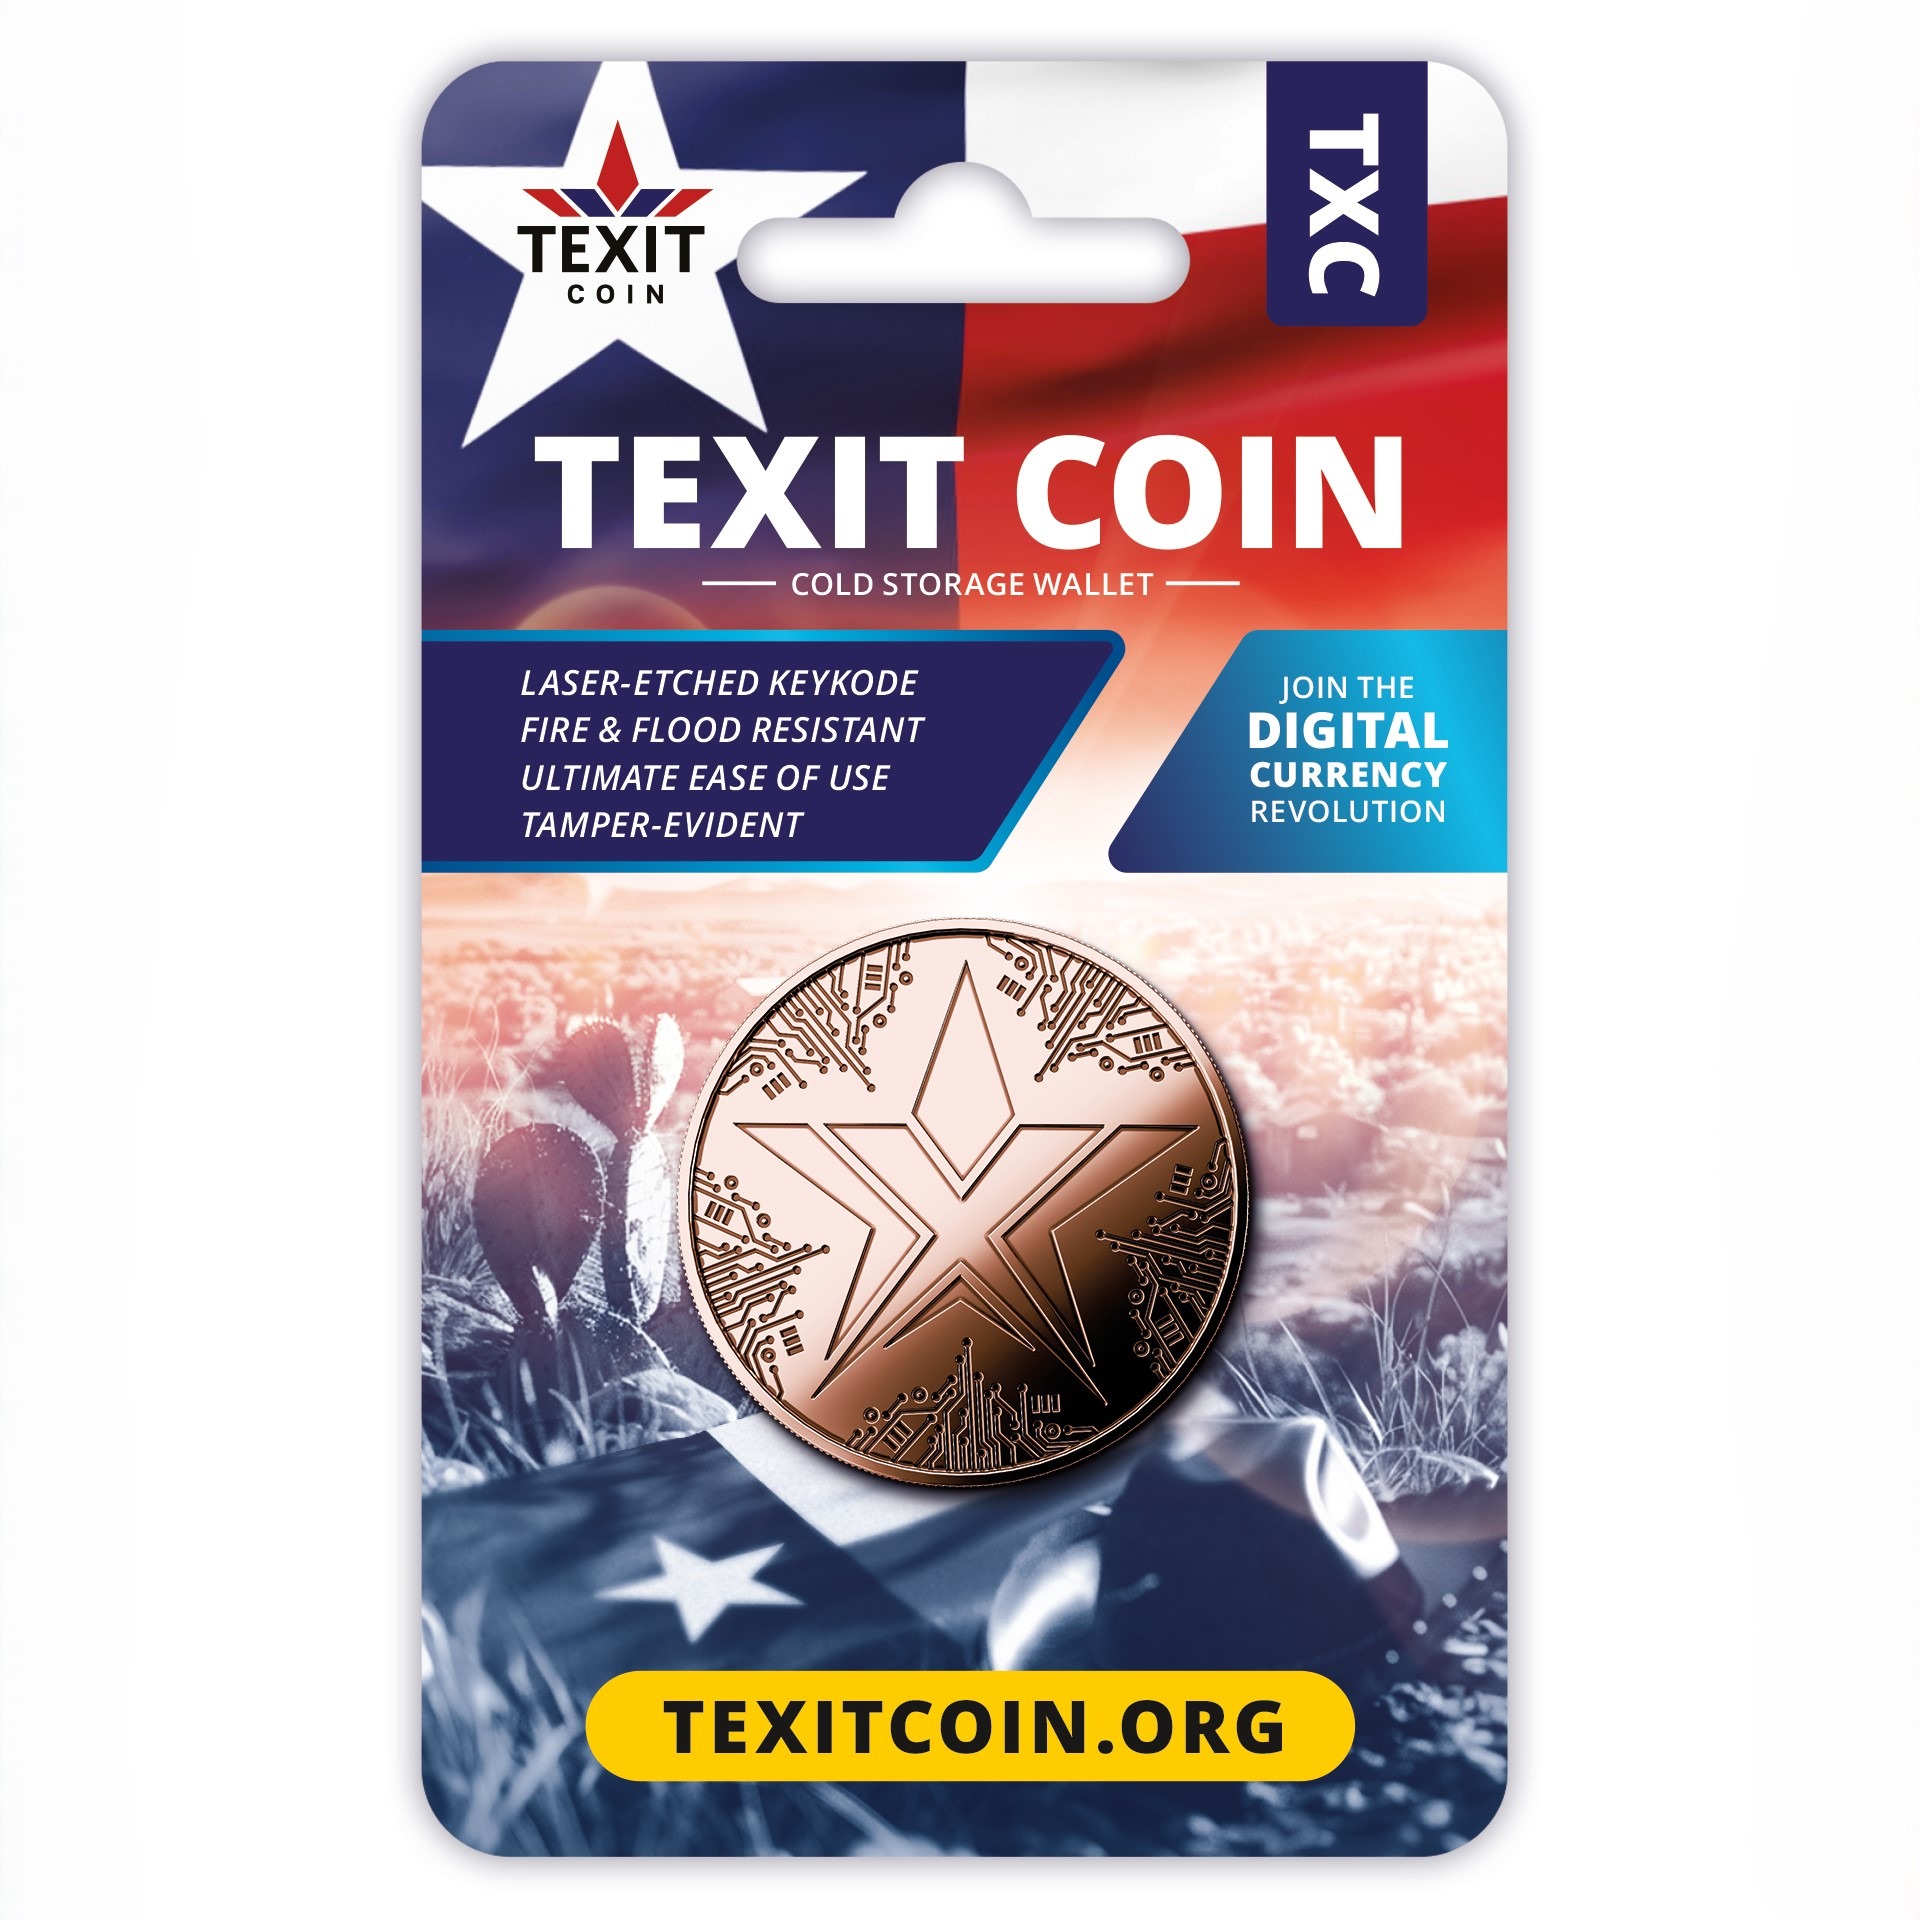 TEXIT
COIN
TXC
TEXIT COIN
COLD STORAGE WALLET
LASER-ETCHED KEYKODE
FIRE & FLOOD RESISTANT
ULTIMATE EASE OF USE
TAMPER-EVIDENT
JOIN THE
DIGITAL
CURRENCY
REVOLUTION
TEXITCOIN.ORG